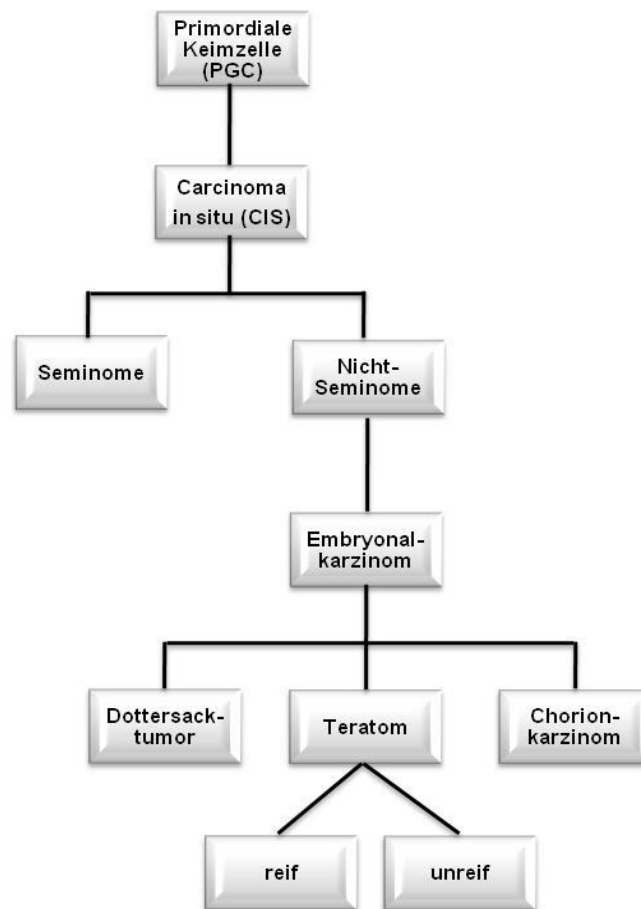 Primordiale
Keimzelle
(PGC)
Carcinoma
in situ (CIS)
Seminome
Nicht-
Seminome
Embryonal-
karzinom
Dottersack-
tumor
Teratom
Chorion-
karzinom
reif
unreif